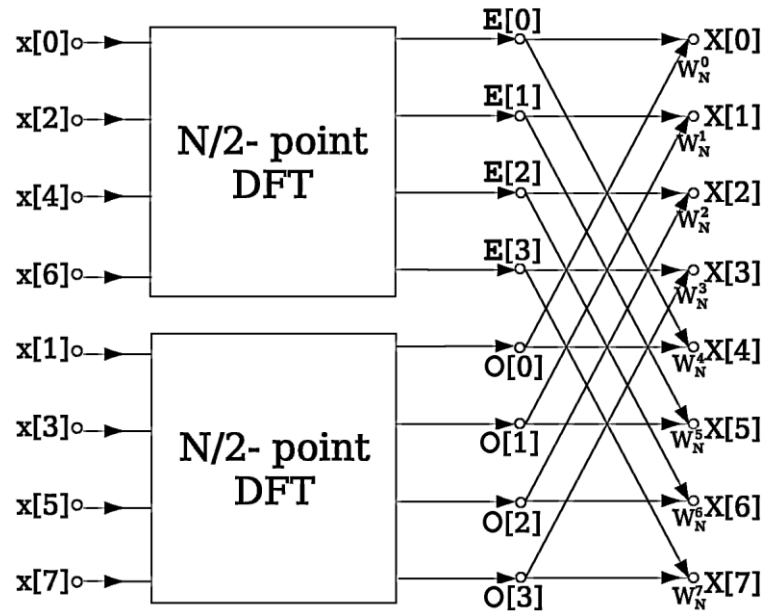 x[0] E[0] X[0]
W_N^0
x[2] E[1] X[1]
W_N^1
N/2- point
DFT
x[4] E[2] X[2]
W_N^2
x[6] E[3] X[3]
W_N^3
x[1] O[0] W_N^4 X[4]
x[3] O[1] W_N^5 X[5]
N/2- point
DFT
x[5] O[2] W_N^6 X[6]
x[7] O[3] W_N^7 X[7]